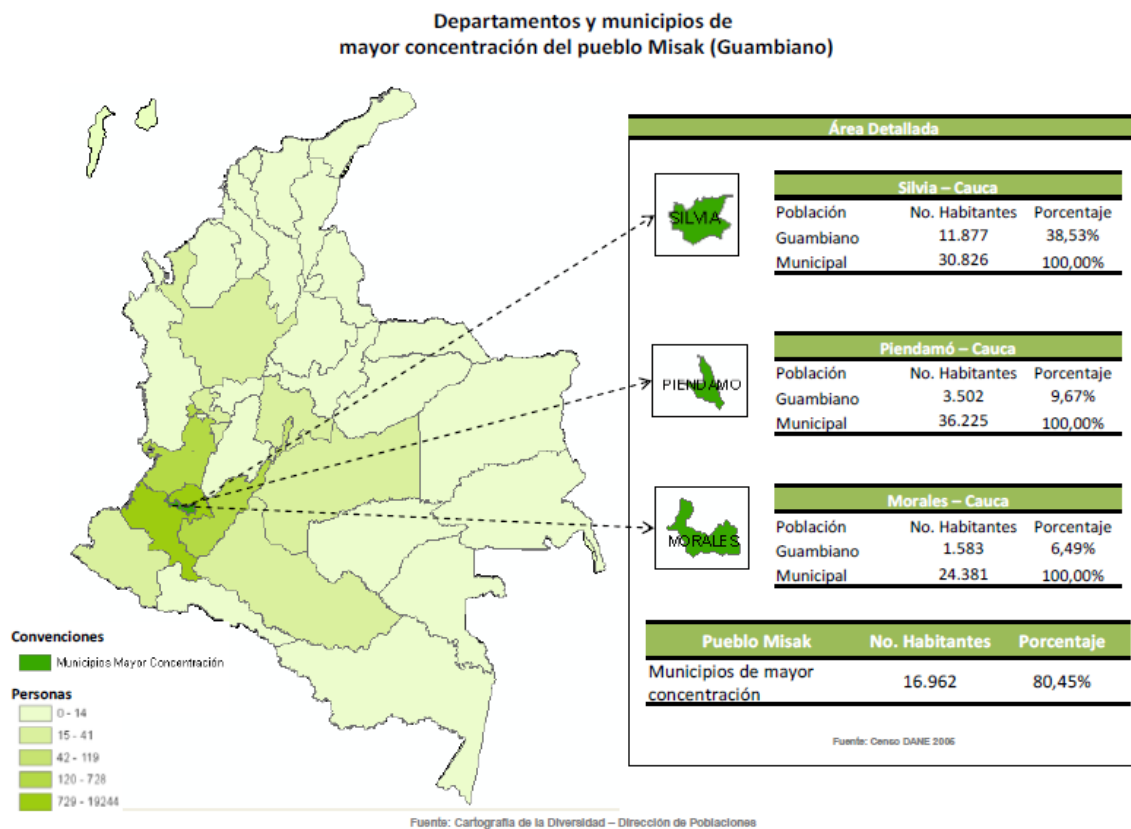 Departamentos y municipios de
mayor concentración del pueblo Misak (Guambiano)
Área Detallada
SILVIA
Silvia – Cauca
Población No. Habitantes Porcentaje
Guambiano 11.877 38,53%
Municipal 30.826 100,00%
PIENDAMO
Piendamó – Cauca
Población No. Habitantes Porcentaje
Guambiano 3.502 9,67%
Municipal 36.225 100,00%
MORALES
Morales – Cauca
Población No. Habitantes Porcentaje
Guambiano 1.583 6,49%
Municipal 24.381 100,00%
Pueblo Misak No. Habitantes Porcentaje
Municipios de mayor
concentración 16.962 80,45%
Fuente: Censo DANE 2005
Convenciones
Municipios Mayor Concentración
Personas
0 - 14
15 - 41
42 - 119
120 - 728
729 - 19244
Fuente: Cartografía de la Diversidad – Dirección de Poblaciones